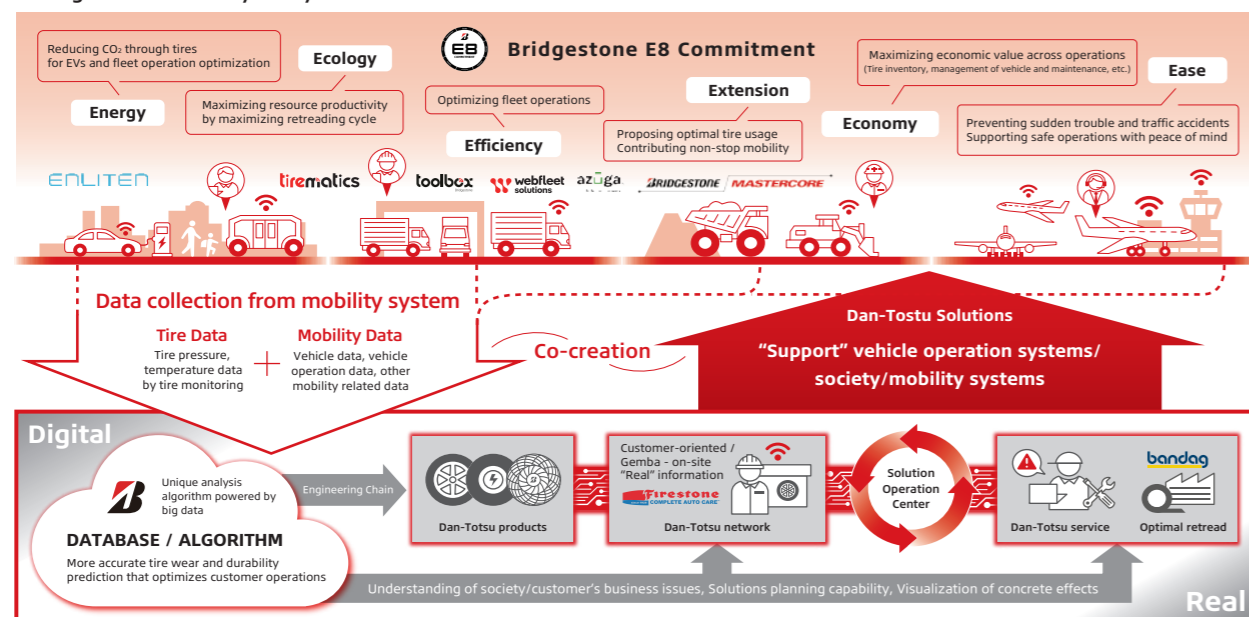 Bridgestone E8 Commitment
E8
Reducing CO₂ through tires
for EVs and fleet operation optimization
Energy
Ecology
Maximizing resource productivity
by maximizing retreading cycle
Optimizing fleet operations
Efficiency
Extension
Proposing optimal tire usage
Contributing non-stop mobility
Maximizing economic value across operations
(Tire inventory, management of vehicle and maintenance, etc.)
Economy
Ease
Preventing sudden trouble and traffic accidents
Supporting safe operations with peace of mind
ENLITEN
tirematics
toolbox
webfleet
solutions
azuga
BRIDGESTONE
MASTERCORE
Data collection from mobility system
Tire Data
Tire pressure,
temperature data
by tire monitoring
+
Mobility Data
Vehicle data, vehicle
operation data, other
mobility related data
Co-creation
Dan-Tostu Solutions
“Support” vehicle operation systems/
society/mobility systems
Digital
Unique analysis
algorithm powered by
big data
DATABASE / ALGORITHM
More accurate tire wear and durability
prediction that optimizes customer operations
Engineering Chain
Dan-Totsu products
Customer-oriented /
Gemba - on-site
“Real” information
Firestone
COMPLETE AUTO CARE
Dan-Totsu network
Solution
Operation
Center
Dan-Totsu service
bandag
Optimal retread
Understanding of society/customer's business issues, Solutions planning capability, Visualization of concrete effects
Real